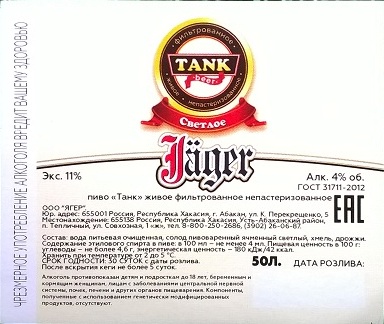 ЧРЕЗМЕРНОЕ УПОТРЕБЛЕНИЕ АЛКОГОЛЯ ВРЕДИТ ВАШЕМУ ЗДОРОВЬЮ
фильтрованное
TANK
beer
живое непастеризованное
Светлое
Jäger
Экс. 11%
Алк. 4% об.
ГОСТ 31711-2012
пиво «Танк» живое фильтрованное непастеризованное
ООО "ЯГЕР"
Юр. адрес: 655001 Россия, Республика Хакасия, г. Абакан, ул. К. Перекрещенко, 5
Местонахождение: 655138 Россия, Республика Хакасия, Усть-Абаканский район,
п. Тепличный, ул. Совхозная, 1 «ж», тел. 8-800-250-2686, (3902) 26-06-87.
EAC
Состав: вода питьевая очищенная, солод пивоваренный ячменный светлый, хмель, дрожжи.
Содержание этилового спирта в пиве: в 100 мл – не менее 4 мл. Пищевая ценность в 100 г:
углеводы – не более 4,6 г, энергетическая ценность – 180 кДж/42 ккал.
Хранить при температуре от 2 до 5 °С.
СРОК ГОДНОСТИ: 30 СУТОК с даты розлива.
После вскрытия кеги не более 5 суток.
50Л.
ДАТА РОЗЛИВА:
Алкоголь противопоказан детям и подросткам до 18 лет, беременным и
кормящим женщинам, лицам с заболеваниями центральной нервной
системы, почек, печени и других органов пищеварения. Компоненты,
полученные с использованием генетически модифицированных
продуктов, отсутствуют.